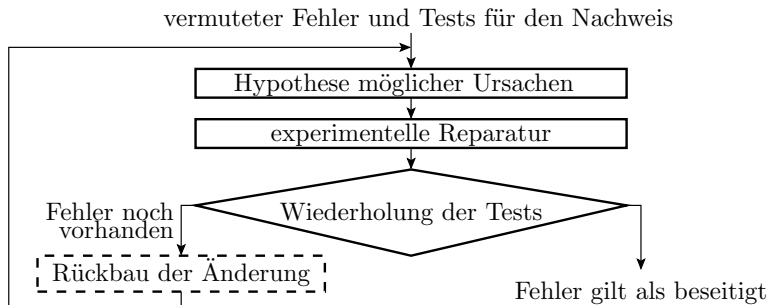 vermuteter Fehler und Tests für den Nachweis
Hypothese möglicher Ursachen
experimentelle Reparatur
Wiederholung der Tests
Fehler noch
vorhanden
Rückbau der Änderung
Fehler gilt als beseitigt